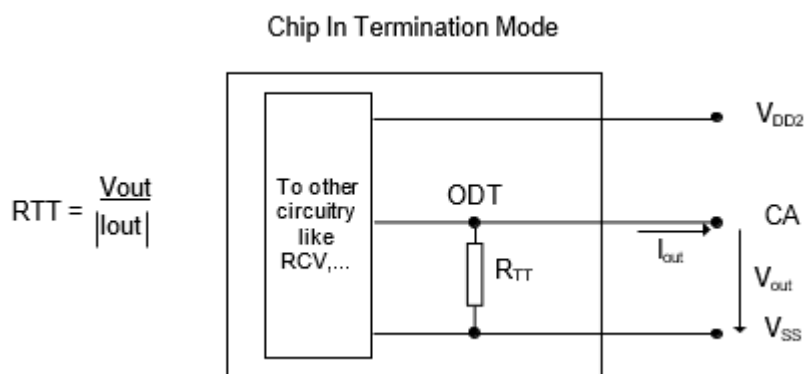 Chip In Termination Mode
RTT = Vout
|Iout|
To other
circuitry
like
RCV,...
ODT
RTT
VDD2
CA
Iout
Vout
VSS